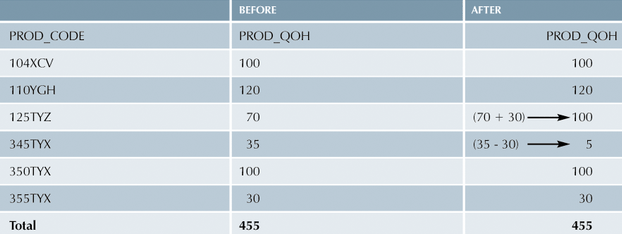 BEFORE AFTER
PROD_CODE PROD_QOH PROD_QOH
104XCV 100 100
110YGH 120 120
125TYZ 70 (70 + 30) 100
345TYX 35 (35 - 30) 5
350TYX 100 100
355TYX 30 30
Total 455 455